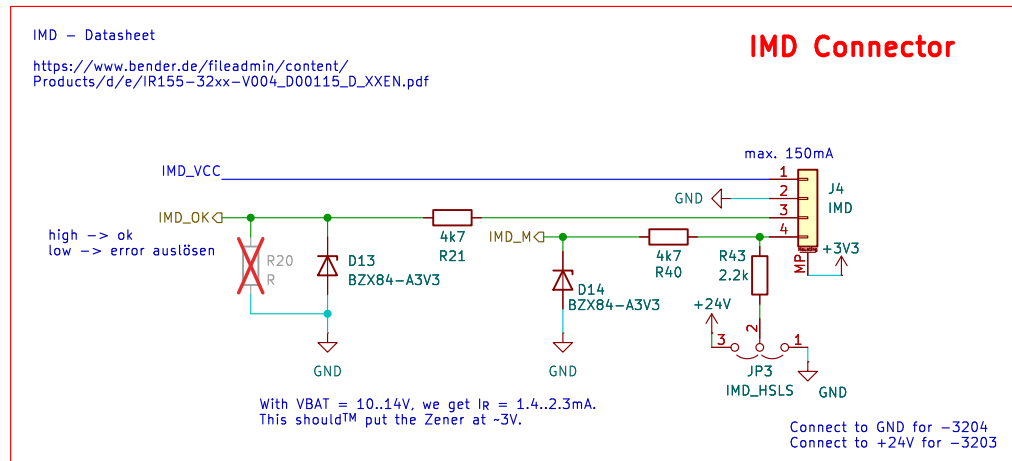 IMD - Datasheet
IMD Connector
https://www.bender.de/fileadmin/content/
Products/d/e/IR155-32xx-V004_D00115_D_XXEN.pdf
max. 150mA
IMD_VCC
1
J4
GND
2
IMD
IMD_OK
3
4k7
R21
IMD_M
4
high -> ok
low -> error auslösen
4k7
R40
R43
2.2k
MP
+3V3
R20
R
D13
BZX84-A3V3
D14
BZX84-A3V3
+24V
3
2
1
JP3
IMD_HSLS
GND
GND
GND
With VBAT = 10..14V, we get IR = 1.4..2.3mA.
This should™ put the Zener at ~3V.
Connect to GND for -3204
Connect to +24V for -3203